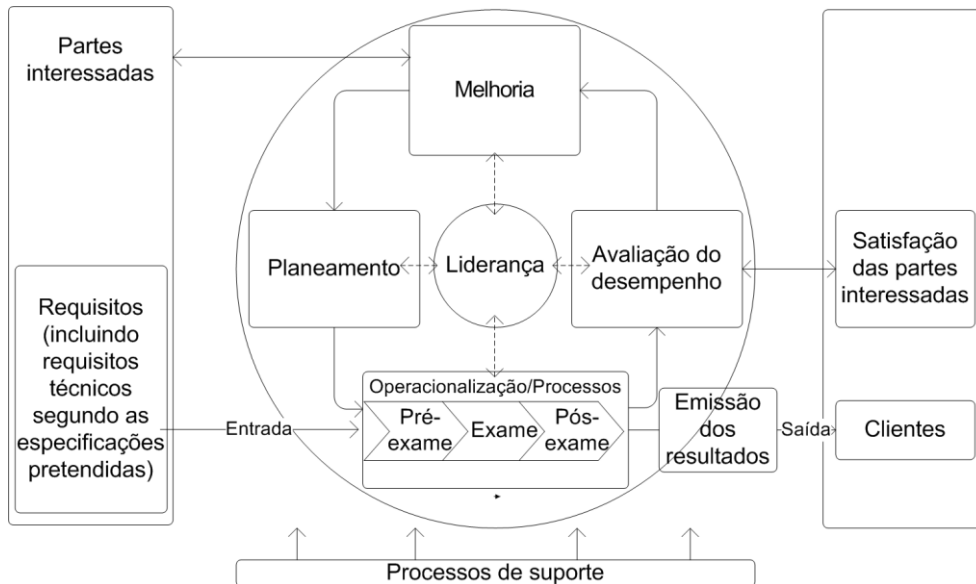 Partes
interessadas
Requisitos
(incluindo
requisitos
técnicos
segundo as
especificações
pretendidas)
Entrada
Melhoria
Planeamento
Liderança
Avaliação do
desempenho
Operacionalização/Processos
Pré-
exame
Exame
Pós-
exame
Emissão
dos
resultados
Saída
Satisfação
das partes
interessadas
Clientes
Processos de suporte